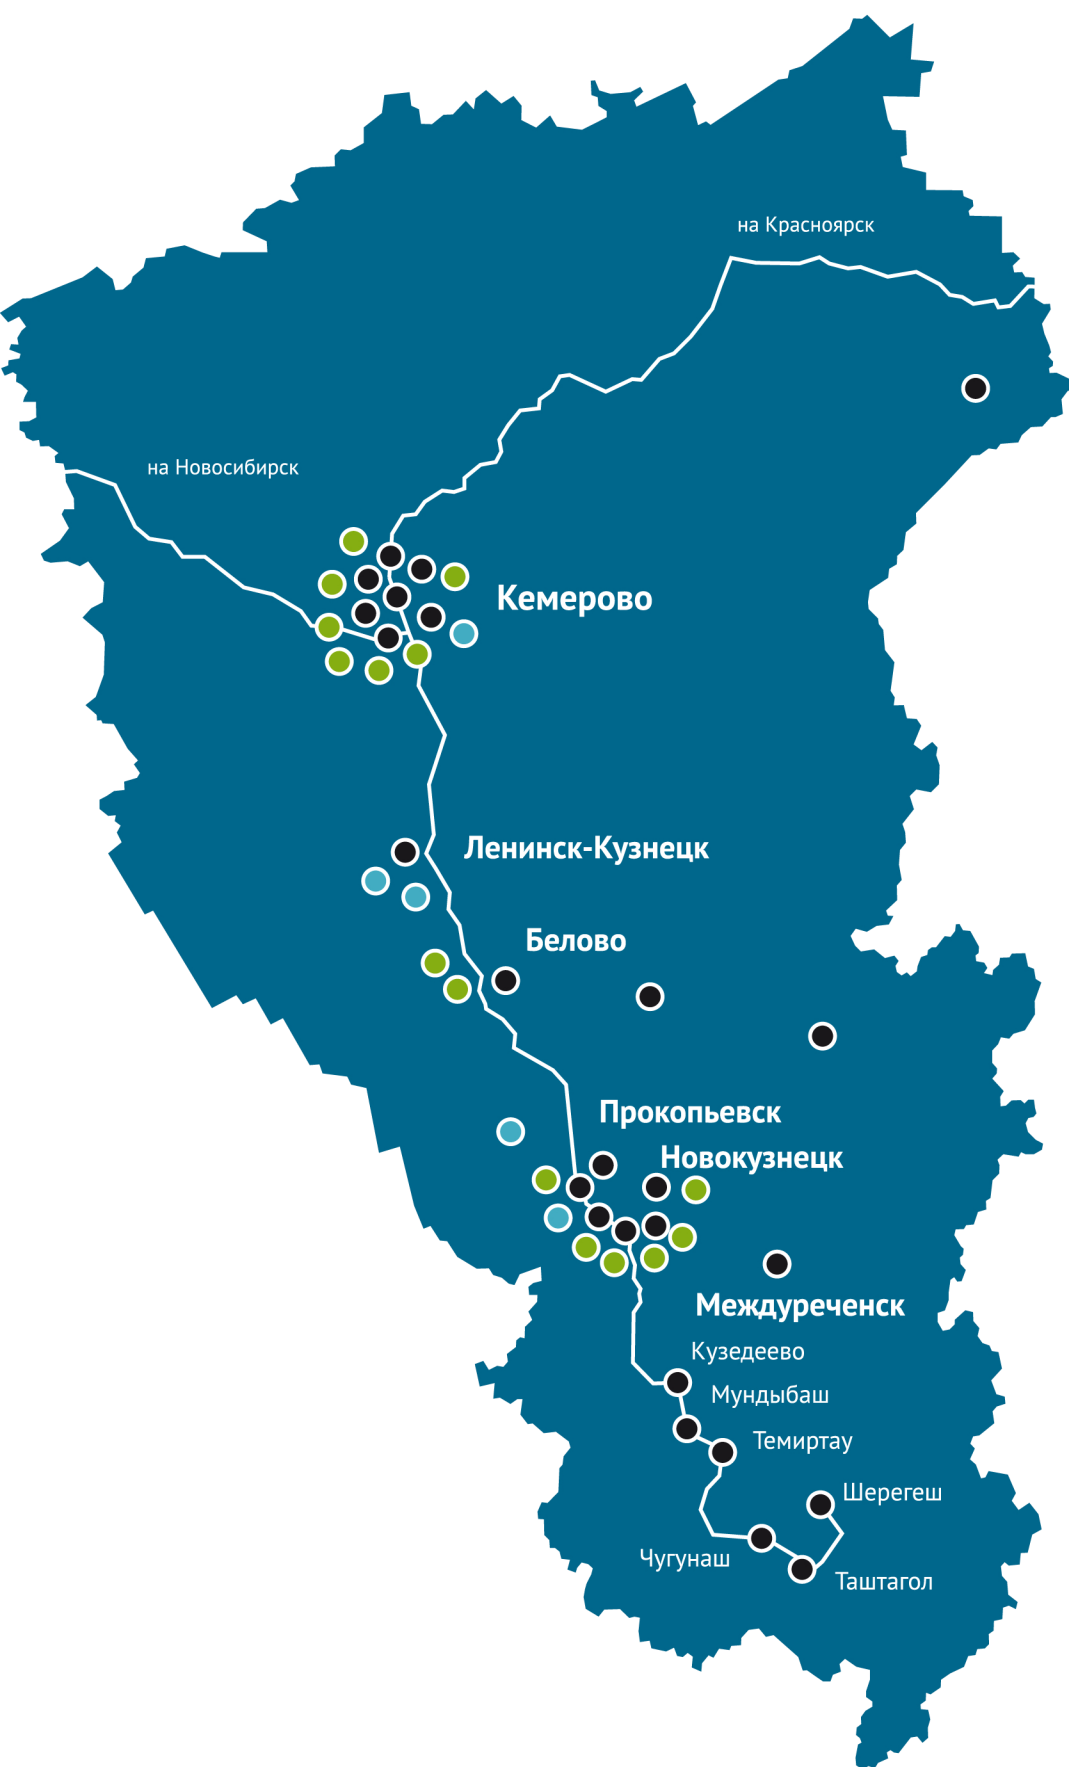 на Красноярск
на Новосибирск
Кемерово
Ленинск-Кузнецк
Белово
Прокопьевск
Новокузнецк
Междуреченск
Кузедеево
Мундыбаш
Темиртау
Шерегеш
Чугунаш
Таштагол